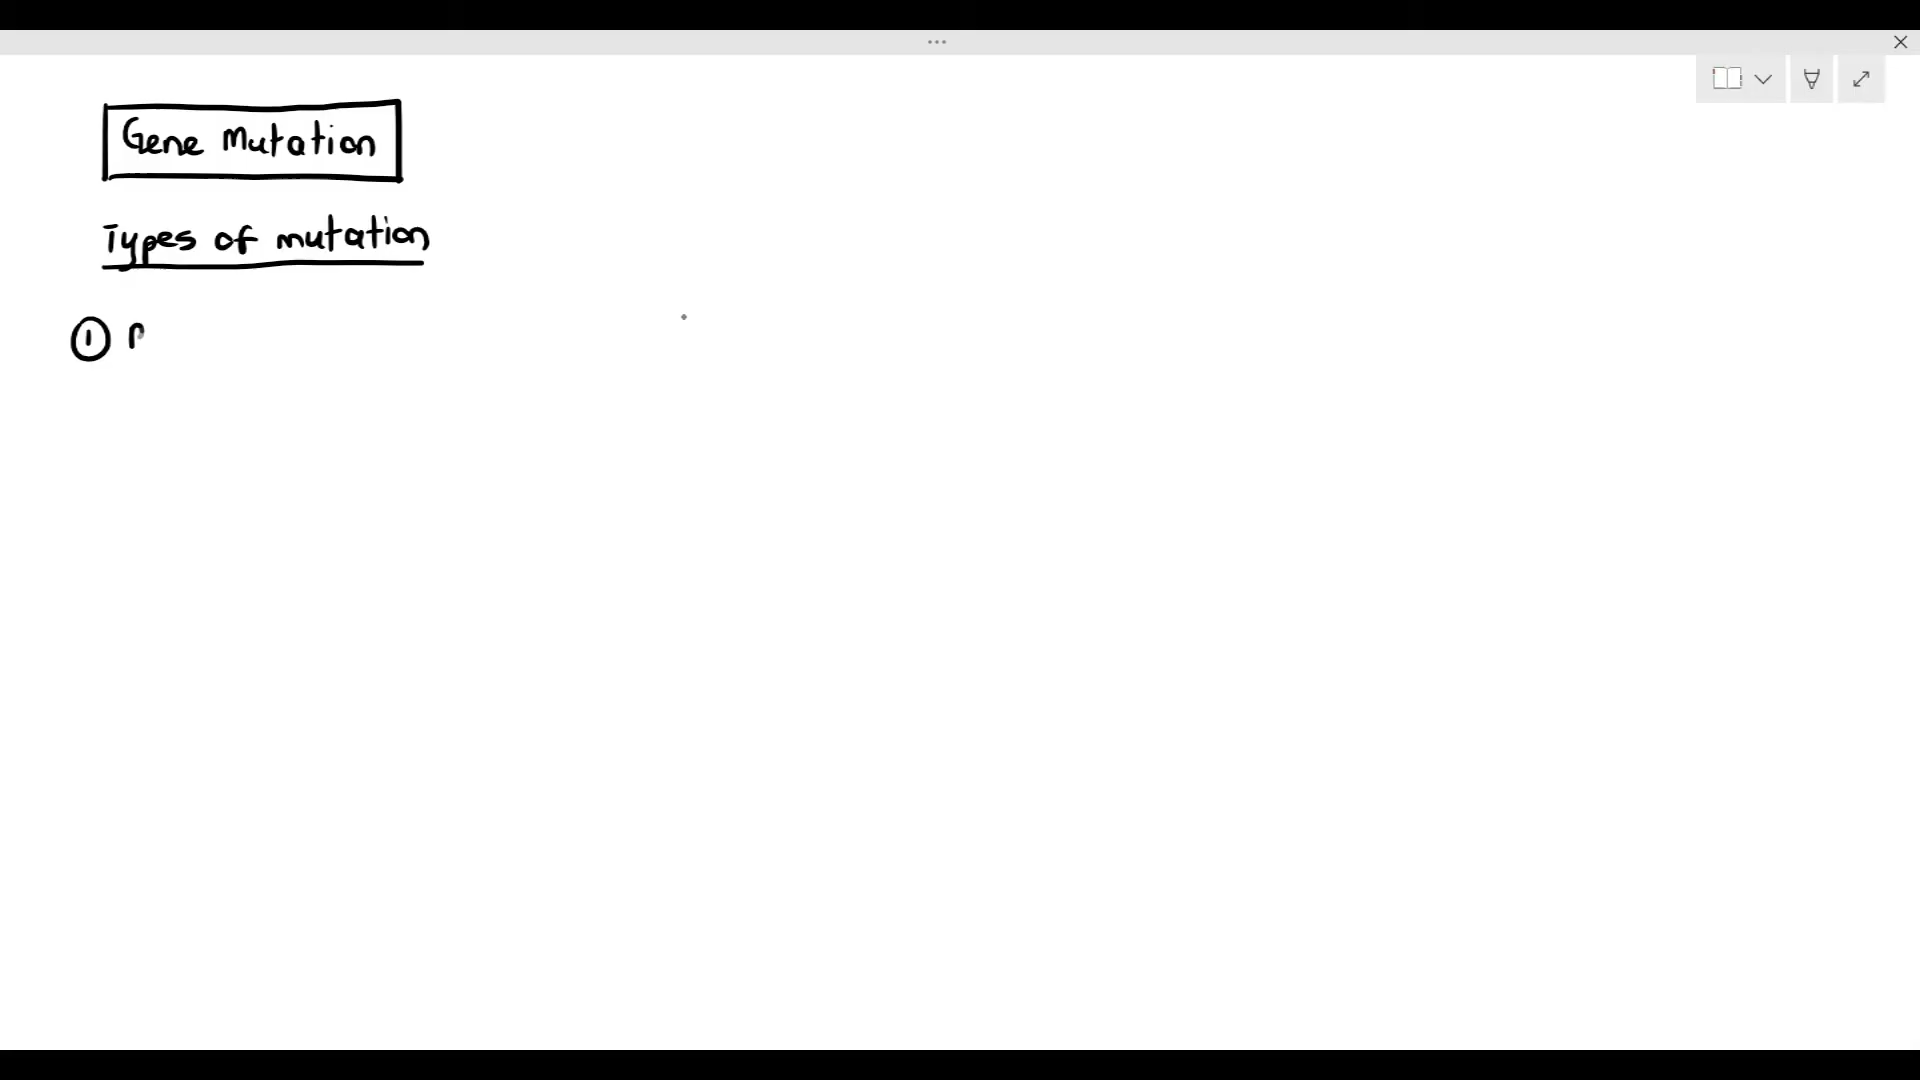 Gene Mutation
Types of mutation
①